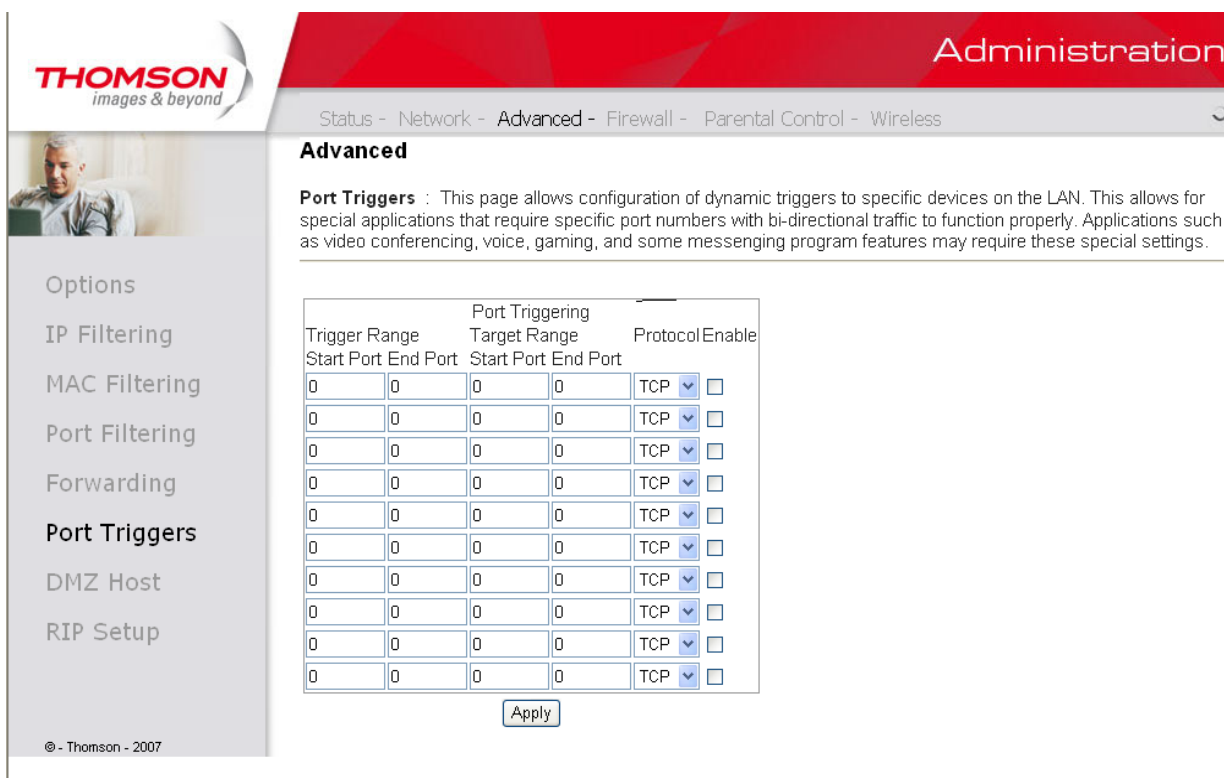 THOMSON
images & beyond
Administration
Status - Network - Advanced - Firewall - Parental Control - Wireless
Advanced
Port Triggers : This page allows configuration of dynamic triggers to specific devices on the LAN. This allows for
special applications that require specific port numbers with bi-directional traffic to function properly. Applications such
as video conferencing, voice, gaming, and some messenging program features may require these special settings.
Options
IP Filtering
MAC Filtering
Port Filtering
Forwarding
Port Triggers
DMZ Host
RIP Setup
Port Triggering
Trigger Range Target Range Protocol Enable
Start Port End Port Start Port End Port
0 0 0 0 TCP
0 0 0 0 TCP
0 0 0 0 TCP
0 0 0 0 TCP
0 0 0 0 TCP
0 0 0 0 TCP
0 0 0 0 TCP
0 0 0 0 TCP
0 0 0 0 TCP
0 0 0 0 TCP
Apply
© - Thomson - 2007